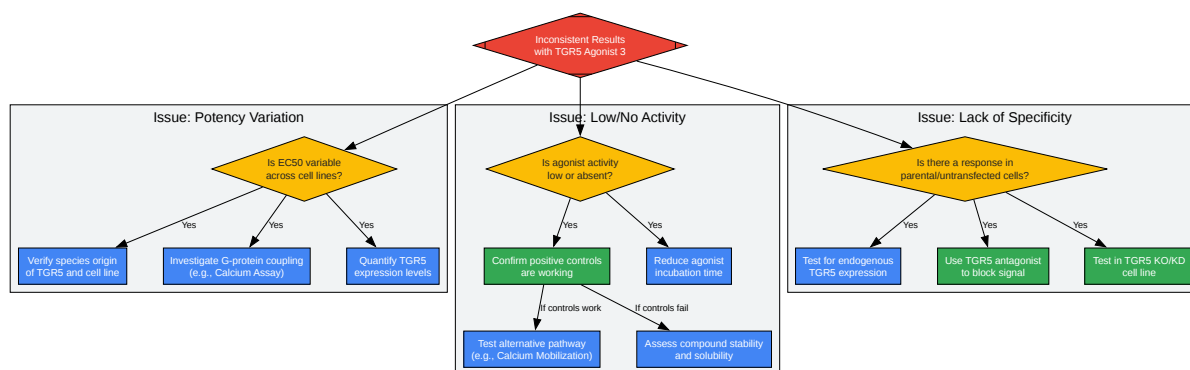 Inconsistent Results
with TGR5 Agonist 3
Issue: Potency Variation
Is EC50 variable
across cell lines?
Yes
Yes
Yes
Verify species origin
of TGR5 and cell line
Investigate G-protein coupling
(e.g., Calcium Assay)
Quantify TGR5
expression levels
Issue: Low/No Activity
Is agonist activity
low or absent?
Yes
Yes
Confirm positive controls
are working
Reduce agonist
incubation time
If controls work
If controls fail
Test alternative pathway
(e.g., Calcium Mobilization)
Assess compound stability
and solubility
Issue: Lack of Specificity
Is there a response in
parental/untransfected cells?
Yes
Yes
Yes
Test for endogenous
TGR5 expression
Use TGR5 antagonist
to block signal
Test in TGR5 KO/KD
cell line